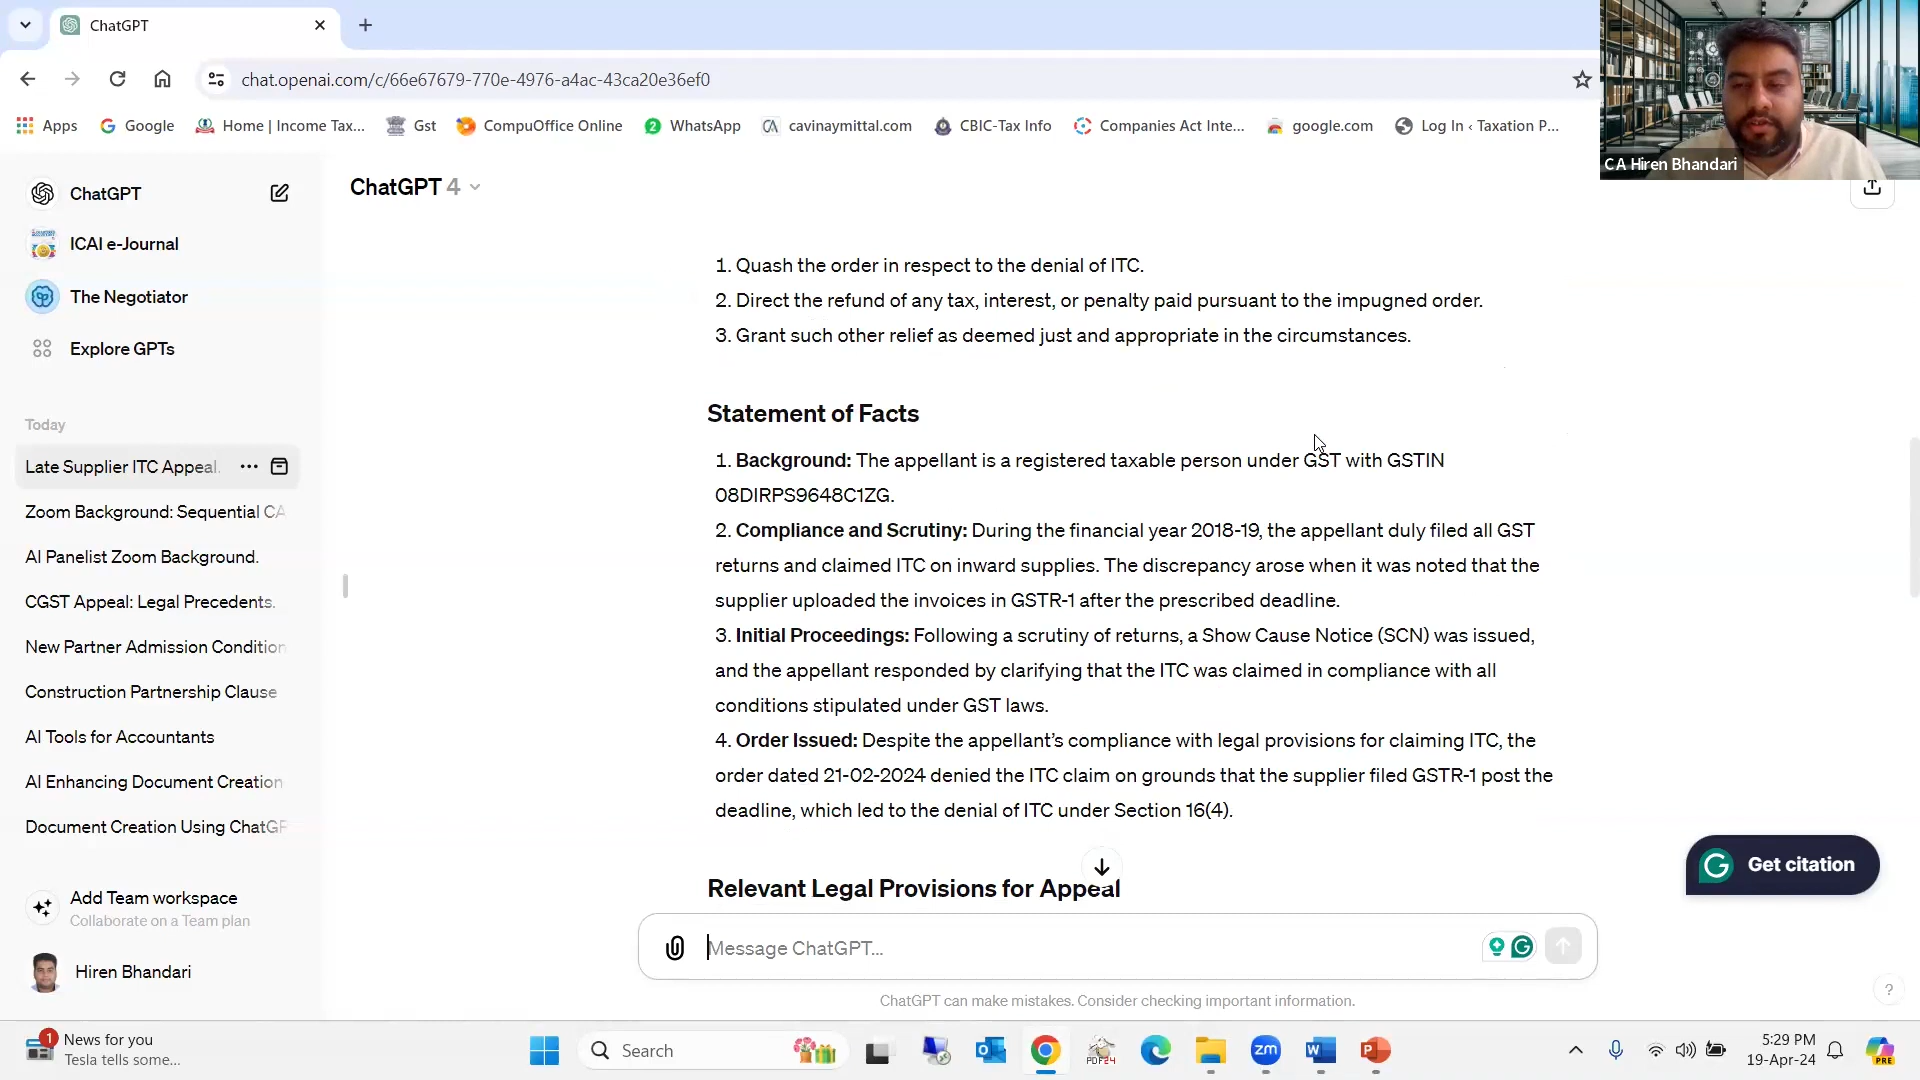 ChatGPT
chat.openai.com/c/66e67679-770e-4976-a4ac-43ca20e36ef0
Apps
Google
Home | Income Tax...
Gst
CompuOffice Online
WhatsApp
cavinaymittal.com
CBIC-Tax Info
Companies Act Inte...
google.com
Log In ‹ Taxation P...
C A Hiren Bhandari
ChatGPT
ICAI e-Journal
The Negotiator
Explore GPTs
Today
Late Supplier ITC Appeal.
Zoom Background: Sequential CA
AI Panelist Zoom Background.
CGST Appeal: Legal Precedents.
New Partner Admission Condition
Construction Partnership Clause
AI Tools for Accountants
AI Enhancing Document Creation
Document Creation Using ChatGP
Add Team workspace
Collaborate on a Team plan
Hiren Bhandari
ChatGPT 4
1. Quash the order in respect to the denial of ITC.
2. Direct the refund of any tax, interest, or penalty paid pursuant to the impugned order.
3. Grant such other relief as deemed just and appropriate in the circumstances.
Statement of Facts
1. Background: The appellant is a registered taxable person under GST with GSTIN
08DIRPS9648C1ZG.
2. Compliance and Scrutiny: During the financial year 2018-19, the appellant duly filed all GST
returns and claimed ITC on inward supplies. The discrepancy arose when it was noted that the
supplier uploaded the invoices in GSTR-1 after the prescribed deadline.
3. Initial Proceedings: Following a scrutiny of returns, a Show Cause Notice (SCN) was issued,
and the appellant responded by clarifying that the ITC was claimed in compliance with all
conditions stipulated under GST laws.
4. Order Issued: Despite the appellant's compliance with legal provisions for claiming ITC, the
order dated 21-02-2024 denied the ITC claim on grounds that the supplier filed GSTR-1 post the
deadline, which led to the denial of ITC under Section 16(4).
Relevant Legal Provisions for Appeal
Get citation
Message ChatGPT...
ChatGPT can make mistakes. Consider checking important information.
?
1
News for you
Tesla tells some...
Search
PDF24
zm
5:29 PM
19-Apr-24
PRE